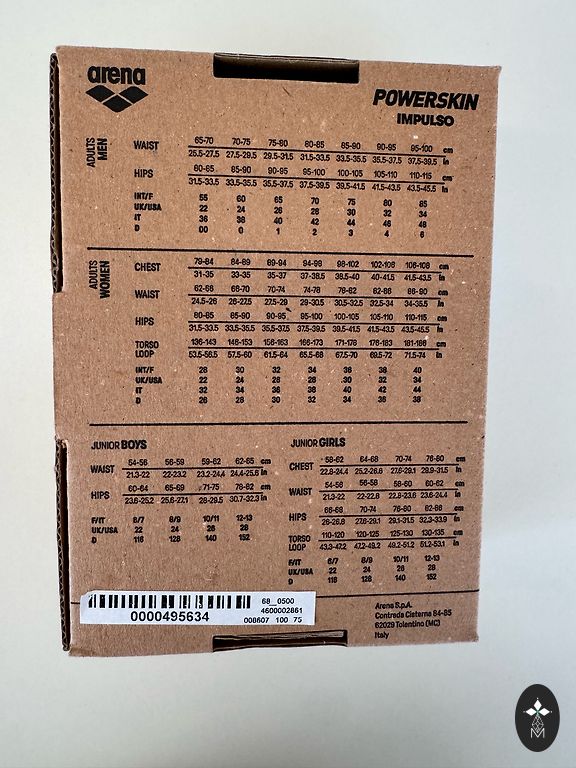 arena
POWERSKIN
IMPULSO
ADULTS
MEN
WAIST 65-70 70-75 75-80 80-85 85-90 90-95 95-100 cm
25.5-27.5 27.5-29.5 29.5-31.5 31.5-33.5 33.5-35.5 35.5-37.5 37.5-39.5 in
HIPS 80-85 85-90 90-95 95-100 100-105 105-110 110-115 cm
31.5-33.5 33.5-35.5 35.5-37.5 37.5-39.5 39.5-41.5 41.5-43.5 43.5-45.5 in
INT/F 55 60 65 70 75 80 85
UK/USA 22 24 26 28 30 32 34
IT 36 38 40 42 44 46 48
D 00 0 1 2 3 4 6
ADULTS
WOMEN
CHEST 79-84 84-89 89-94 94-98 98-102 102-106 106-108 cm
31-35 33-35 35-37 37-38.5 38.5-40 40-41.5 41.5-43.5 in
WAIST 62-66 66-70 70-74 74-78 78-82 82-86 86-90 cm
24.5-26 26-27.5 27.5-29 29-30.5 30.5-32.5 32.5-34 34-35.5 in
HIPS 80-85 85-90 90-95 95-100 100-105 105-110 110-115 cm
31.5-33.5 33.5-35.5 35.5-37.5 37.5-39.5 39.5-41.5 41.5-43.5 43.5-45.5 in
TORSO LOOP 136-143 146-153 156-163 166-173 171-178 176-183 181-188 cm
53.5-56.5 57.5-60 61.5-64 65.5-68 67.5-70 69.5-72 71.5-74 in
INT/F 28 30 32 34 36 38 40
UK/USA 22 24 26 28 30 32 34
IT 32 34 36 38 40 42 44
D 26 28 30 32 34 36 38
JUNIOR BOYS
WAIST 54-56 56-59 59-62 62-65 cm
21.3-22 22-23.2 23.2-24.4 24.4-25.6 in
HIPS 60-64 65-69 71-75 78-82 cm
23.6-25.2 25.6-27.1 28-29.5 30.7-32.3 in
F/IT 6/7 8/9 10/11 12-13
UK/USA 22 24 26 28
D 116 128 140 152
JUNIOR GIRLS
CHEST 58-62 64-68 70-74 76-80 cm
22.8-24.4 25.2-26.8 27.6-29.1 29.9-31.5 in
WAIST 54-56 56-58 58-60 60-62 cm
21.3-22 22-22.8 22.8-23.6 23.6-24.4 in
HIPS 66-68 70-74 76-80 82-86 cm
26-26.8 27.6-29.1 29.1-31.5 32.3-33.9 in
TORSO LOOP 110-120 120-125 125-130 130-135 cm
43.3-47.2 47.2-49.2 49.2-51.2 51.2-53.1 in
F/IT 6/7 8/9 10/11 12-13
UK/USA 22 24 26 28
D 116 128 140 152
68_0500
4600002861
0000495634
008607 100 75
Arena S.p.A.
Contrada Cisterna 84-85
62029 Tolentino (MC)
Italy